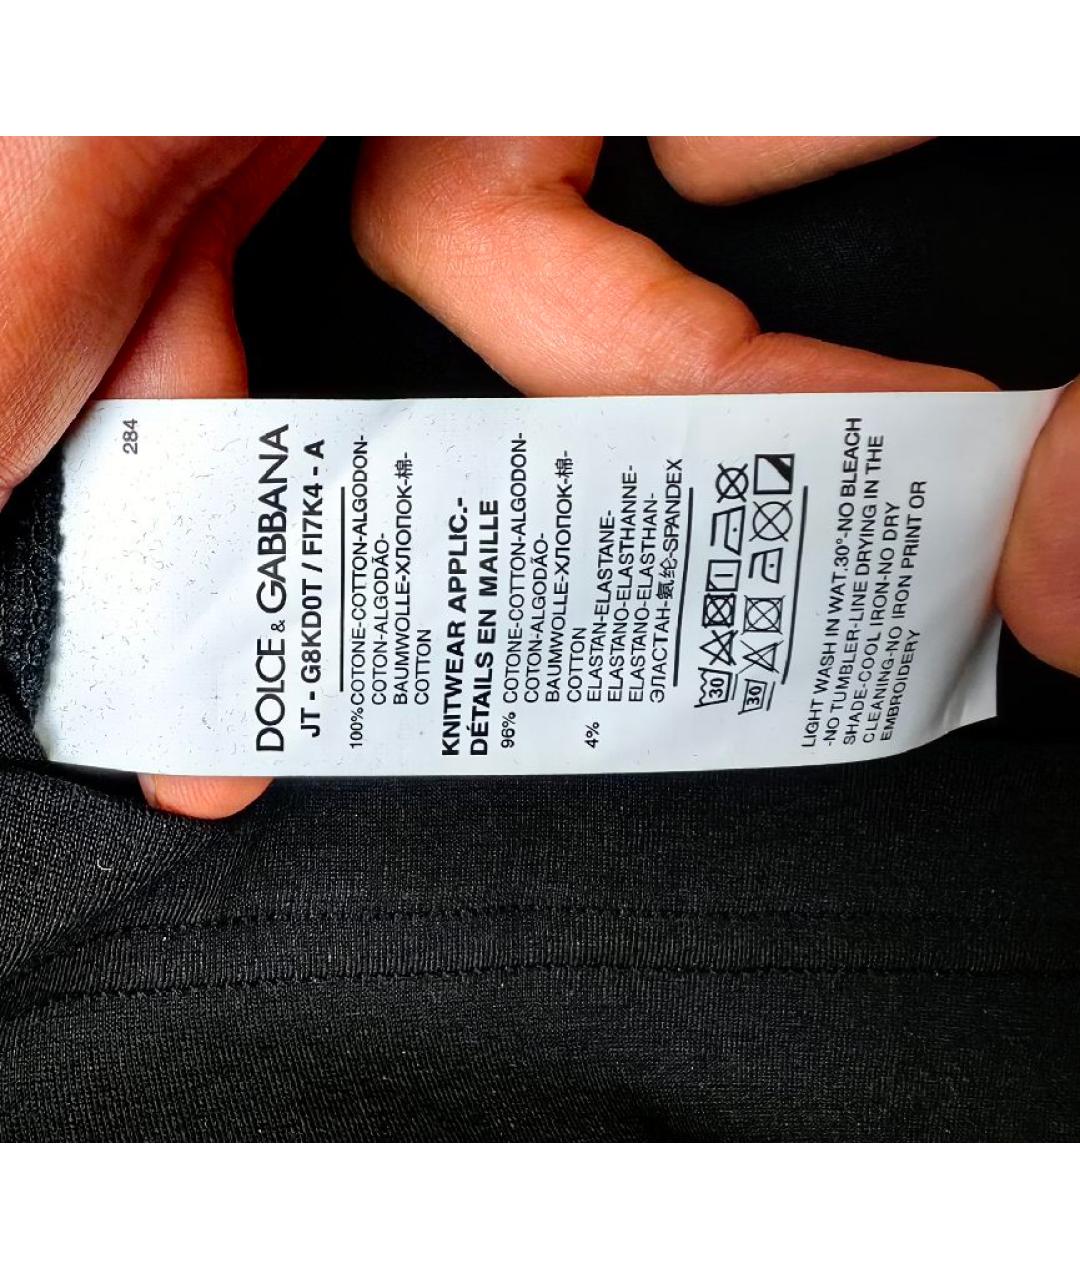 284
DOLCE & GABBANA
JT - G8KD0T / FI7K4 - A
100%COTONE-COTTON-ALGODON-
COTON-ALGODÃO-
BAUMWOLLE-ХЛОПОК-棉-
COTTON
KNITWEAR APPLIC.-
DÉTAILS EN MAILLE
96% COTONE-COTTON-ALGODON-
COTON-ALGODÃO-
BAUMWOLLE-ХЛОПОК-棉-
COTTON
4% ELASTAN-ELASTANE-
ELASTANO-ELASTHANNE-
ELASTANO-ELASTHAN-
ЭЛАСТАН-氨纶-SPANDEX
30
30
LIGHT WASH IN WAT.30°-NO BLEACH
-NO TUMBLER-LINE DRYING IN THE
SHADE-COOL IRON-NO DRY
CLEANING-NO IRON PRINT OR
EMBROIDERY